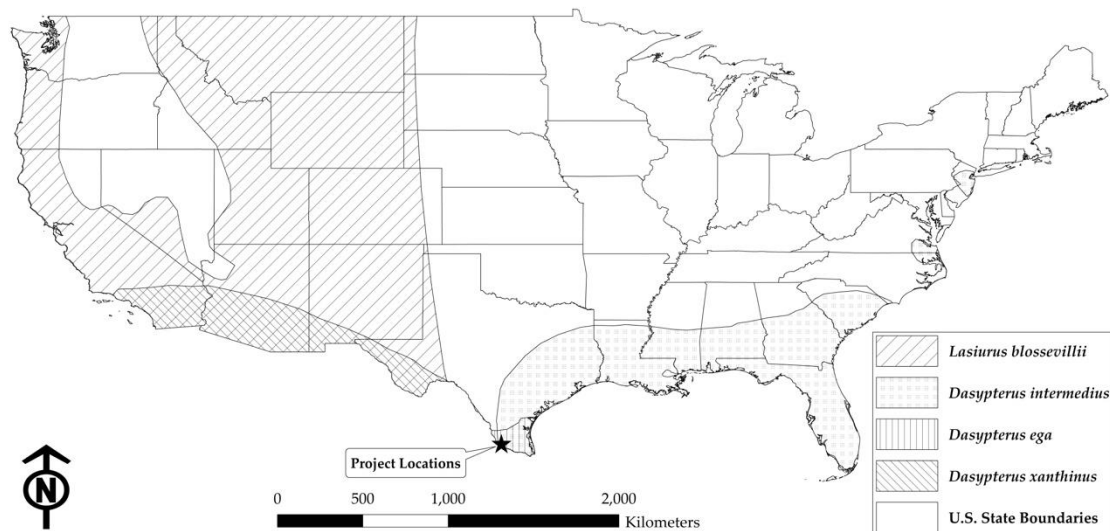 Lasiurus blossevillii
Dasypterus intermedius
Dasypterus ega
Dasypterus xanthinus
U.S. State Boundaries
Project Locations
N
0 500 1,000 2,000
Kilometers